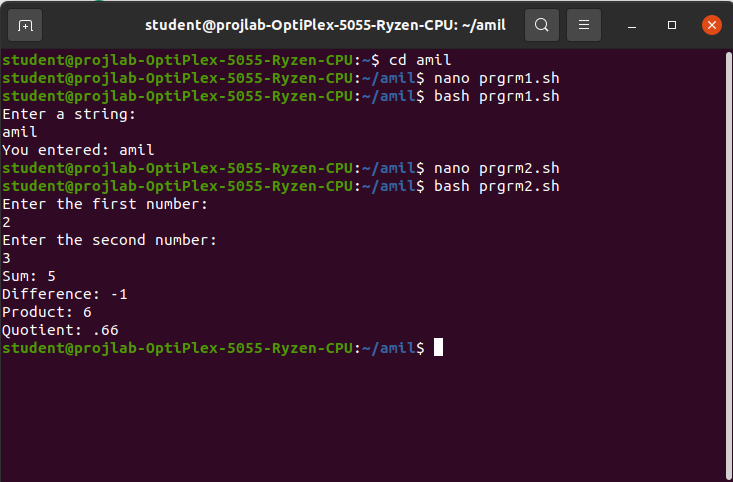 student@projlab-OptiPlex-5055-Ryzen-CPU: ~/amil
student@projlab-OptiPlex-5055-Ryzen-CPU:~$ cd amil
student@projlab-OptiPlex-5055-Ryzen-CPU:~/amil$ nano prgrm1.sh
student@projlab-OptiPlex-5055-Ryzen-CPU:~/amil$ bash prgrm1.sh
Enter a string:
amil
You entered: amil
student@projlab-OptiPlex-5055-Ryzen-CPU:~/amil$ nano prgrm2.sh
student@projlab-OptiPlex-5055-Ryzen-CPU:~/amil$ bash prgrm2.sh
Enter the first number:
2
Enter the second number:
3
Sum: 5
Difference: -1
Product: 6
Quotient: .66
student@projlab-OptiPlex-5055-Ryzen-CPU:~/amil$